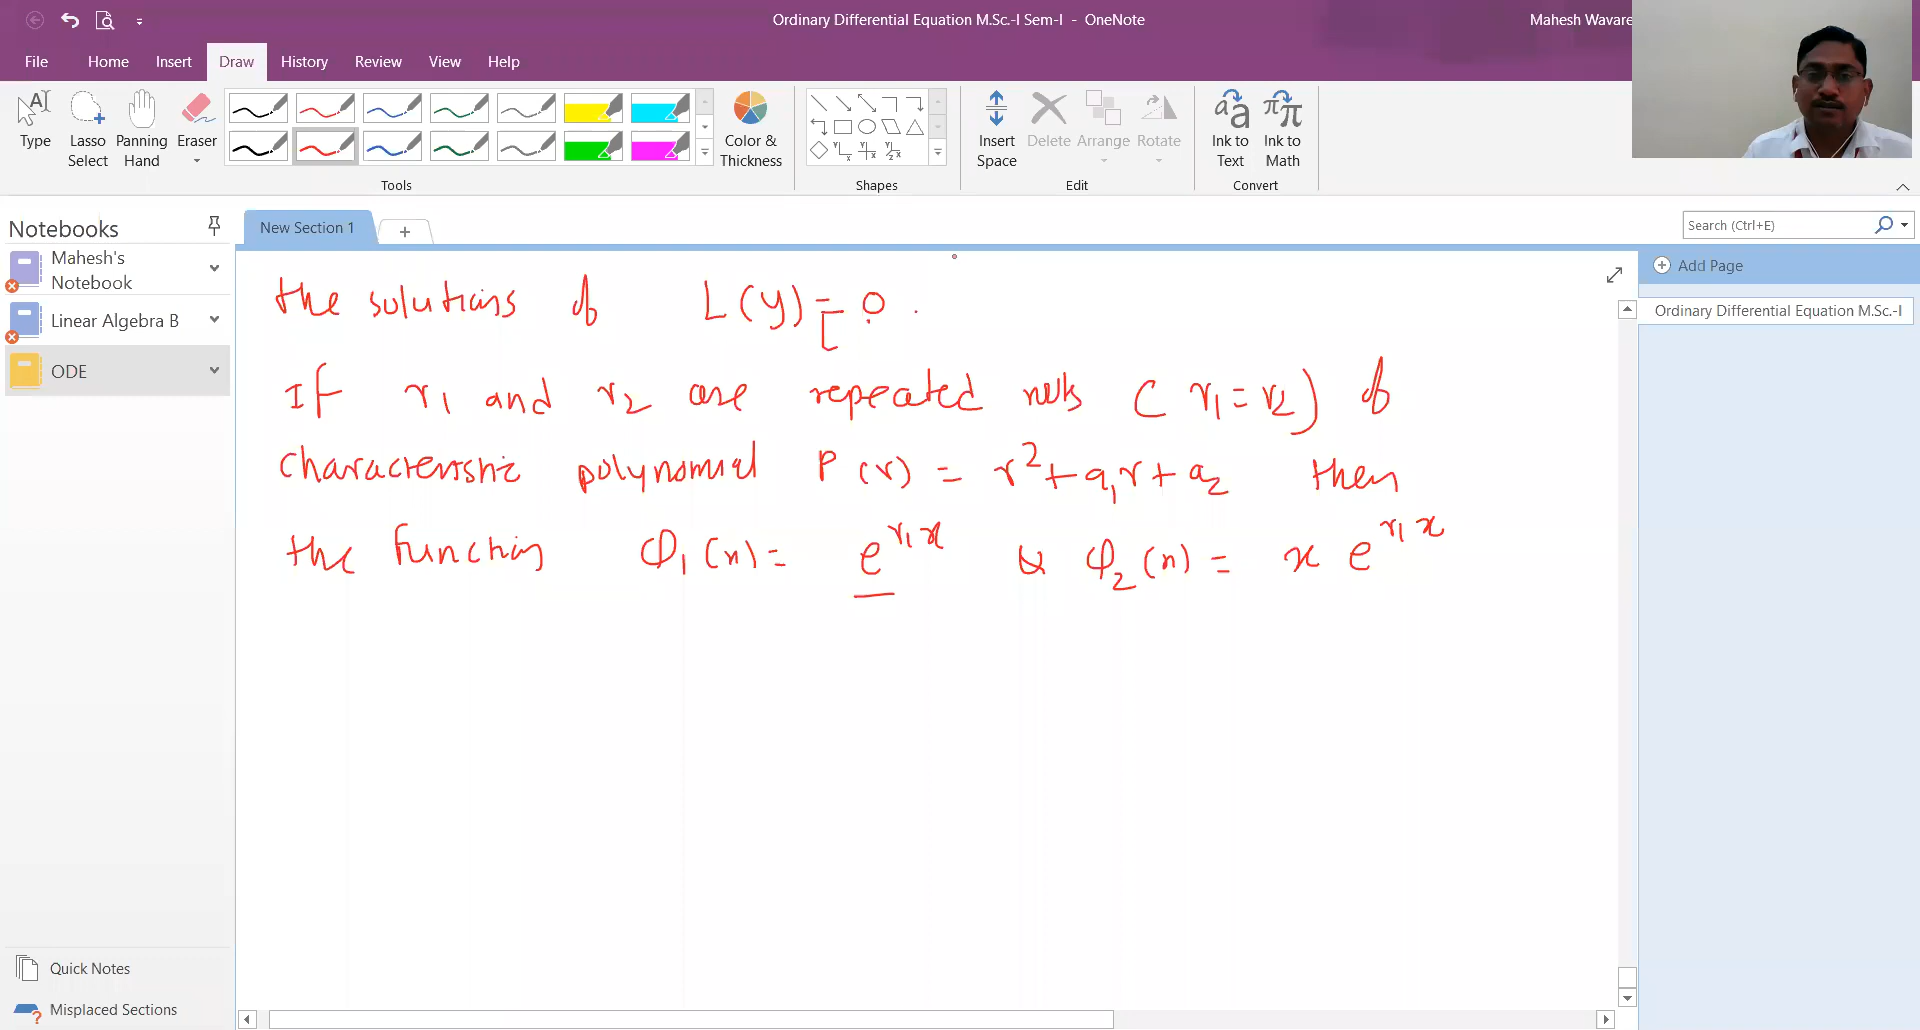 Ordinary Differential Equation M.Sc.-I Sem-I - OneNote
Mahesh Wavare
File Home Insert Draw History Review View Help
Type
Lasso Select
Panning Hand
Eraser
Color & Thickness
Insert Space
Delete
Arrange
Rotate
Ink to Text
Ink to Math
Tools
Shapes
Edit
Convert
Notebooks
Mahesh's Notebook
Linear Algebra B
ODE
Quick Notes
Misplaced Sections
New Section 1
Search (Ctrl+E)
Add Page
Ordinary Differential Equation M.Sc.-I
the solutions of L(y) = 0.
If r₁ and r₂ are repeated roots (r₁ = r₂) of
characteristic polynomial P(r) = r² + a₁r + a₂ then
the function φ₁(x) = e^{r₁x} & φ₂(x) = x e^{r₁x}